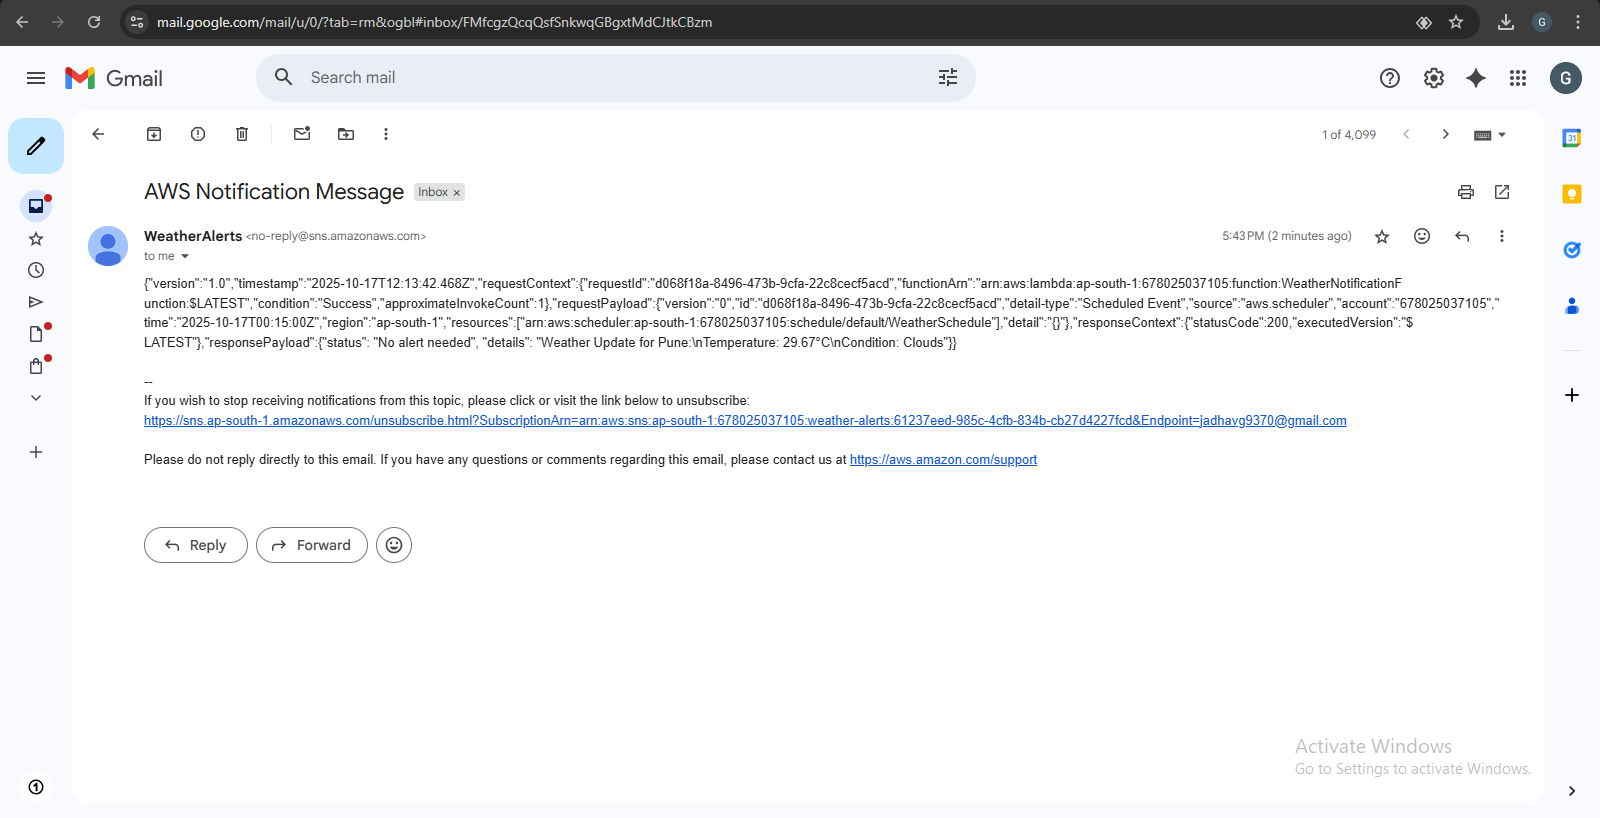 mail.google.com/mail/u/0/?tab=rm&ogbl#inbox/FMfcgzQcqQsfSnkwqGBgxtMdCJtkCBzm
G
Gmail
Search mail
G
1 of 4,099
31
AWS Notification Message
Inbox ×
WeatherAlerts <no-reply@sns.amazonaws.com>
5:43 PM (2 minutes ago)
to me
{"version":"1.0","timestamp":"2025-10-17T12:13:42.468Z","requestContext":{"requestId":"d068f18a-8496-473b-9cfa-22c8cecf5acd","functionArn":"arn:aws:lambda:ap-south-1:678025037105:function:WeatherNotificationF
unction:$LATEST","condition":"Success","approximateInvokeCount":1},"requestPayload":{"version":"0","id":"d068f18a-8496-473b-9cfa-22c8cecf5acd","detail-type":"Scheduled Event","source":"aws.scheduler","account":"678025037105","
time":"2025-10-17T00:15:00Z","region":"ap-south-1","resources":["arn:aws:scheduler:ap-south-1:678025037105:schedule/default/WeatherSchedule"],"detail":"{}"},"responseContext":{"statusCode":200,"executedVersion":"$
LATEST"},"responsePayload":{"status": "No alert needed", "details": "Weather Update for Pune:\nTemperature: 29.67°C\nCondition: Clouds"}}
--
If you wish to stop receiving notifications from this topic, please click or visit the link below to unsubscribe:
https://sns.ap-south-1.amazonaws.com/unsubscribe.html?SubscriptionArn=arn:aws:sns:ap-south-1:678025037105:weather-alerts:61237eed-985c-4cfb-834b-cb27d4227fcd&Endpoint=jadhavg9370@gmail.com
Please do not reply directly to this email. If you have any questions or comments regarding this email, please contact us at https://aws.amazon.com/support
Reply
Forward
Activate Windows
Go to Settings to activate Windows.
1